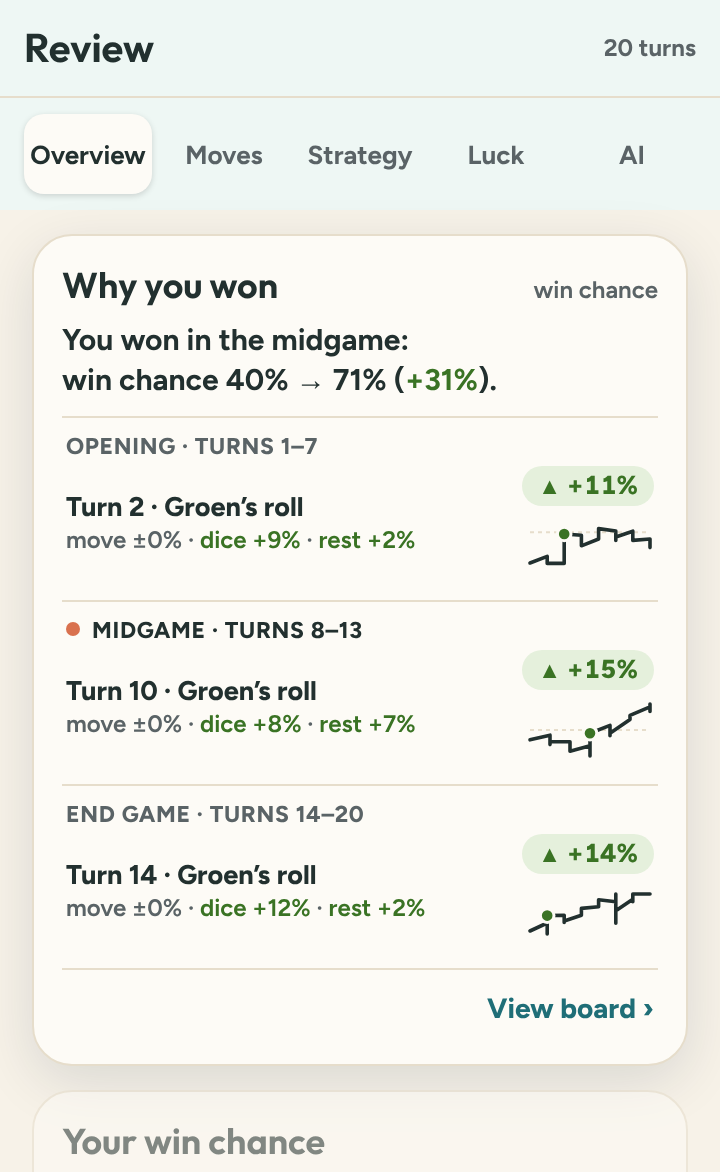 Review
20 turns
Overview
Moves
Strategy
Luck
AI
Why you won
win chance
You won in the midgame:
win chance 40% → 71% (+31%).
OPENING · TURNS 1–7
▲ +11%
Turn 2 · Groen’s roll
move ±0% · dice +9% · rest +2%
MIDGAME · TURNS 8–13
▲ +15%
Turn 10 · Groen’s roll
move ±0% · dice +8% · rest +7%
END GAME · TURNS 14–20
▲ +14%
Turn 14 · Groen’s roll
move ±0% · dice +12% · rest +2%
View board ›
Your win chance